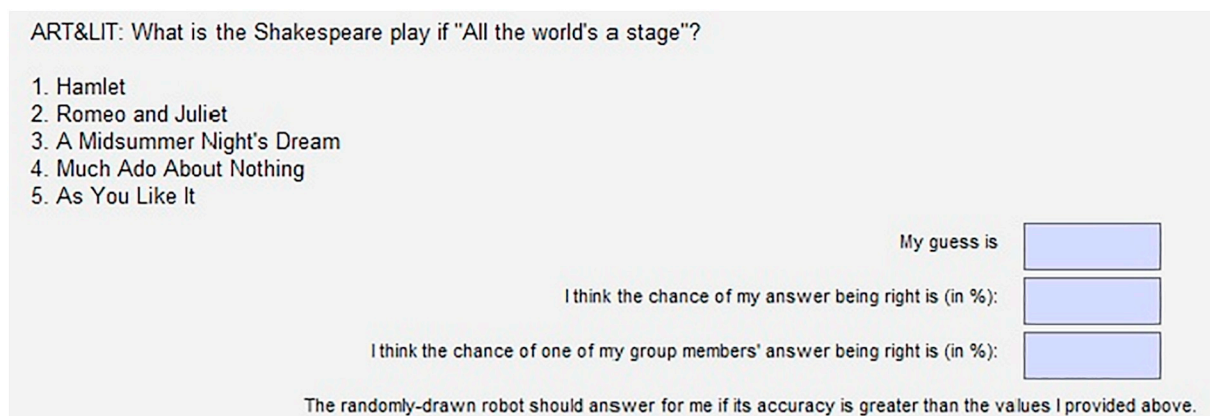 ART&LIT: What is the Shakespeare play if "All the world's a stage"?
1. Hamlet
2. Romeo and Juliet
3. A Midsummer Night's Dream
4. Much Ado About Nothing
5. As You Like It
My guess is
I think the chance of my answer being right is (in %):
I think the chance of one of my group members' answer being right is (in %):
The randomly-drawn robot should answer for me if its accuracy is greater than the values I provided above.